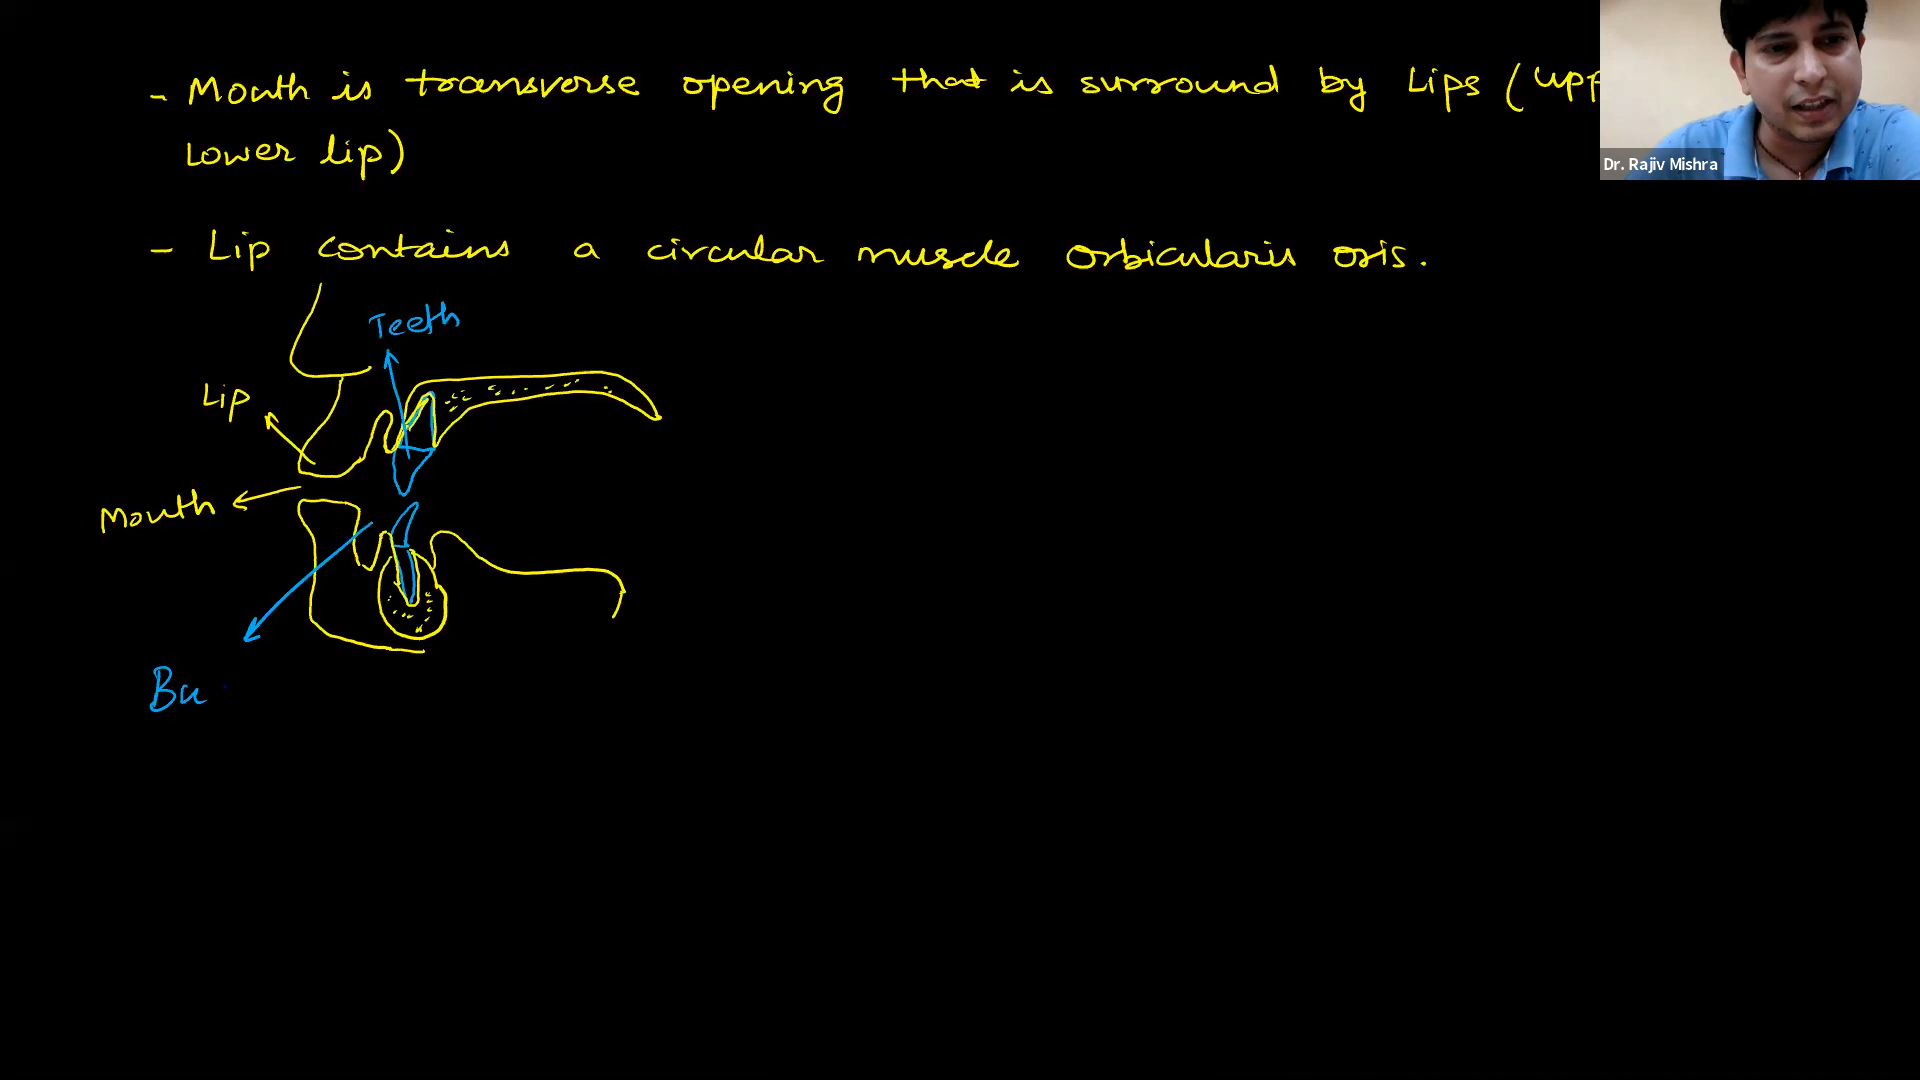 - Mouth is transverse opening that is surround by Lips (upp
Lower lip)
- Lip contains a circular muscle orbicularis oris.
Teeth
Lip
Mouth
Bu
Dr. Rajiv Mishra